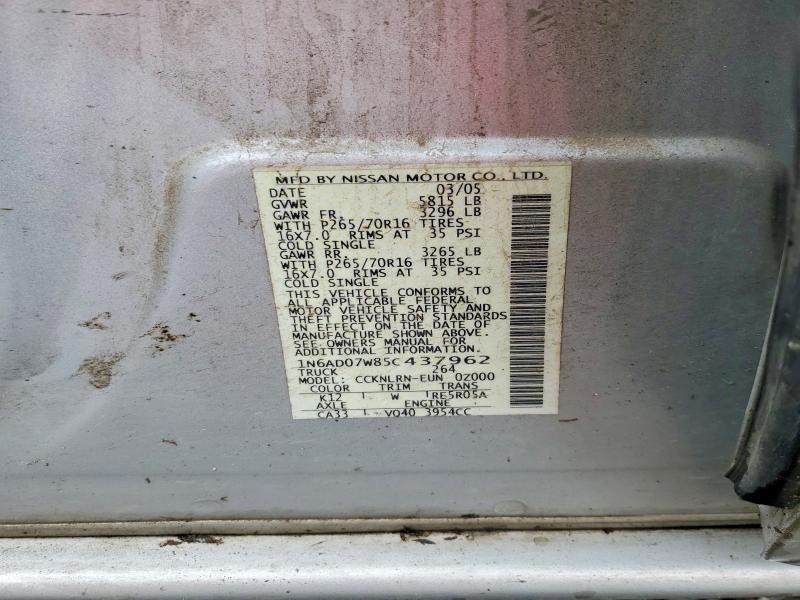 MFD BY NISSAN MOTOR CO., LTD.
DATE 03/05
GVWR 5815 LB
GAWR FR. 3296 LB
WITH P265/70R16 TIRES
16X7.0 RIMS AT 35 PSI
COLD SINGLE
GAWR RR. 3265 LB
WITH P265/70R16 TIRES
16X7.0 RIMS AT 35 PSI
COLD SINGLE
THIS VEHICLE CONFORMS TO
ALL APPLICABLE FEDERAL
MOTOR VEHICLE SAFETY AND
THEFT PREVENTION STANDARDS
IN EFFECT ON THE DATE OF
MANUFACTURE SHOWN ABOVE.
SEE OWNERS MANUAL FOR
ADDITIONAL INFORMATION
1N6AD07W85C437962
TRUCK 264
MODEL: CCKNLRN-EUN 0Z000
COLOR TRIM TRANS
K12 W RE5R05A
AXLE ENGINE
CA33 VQ40 3954CC